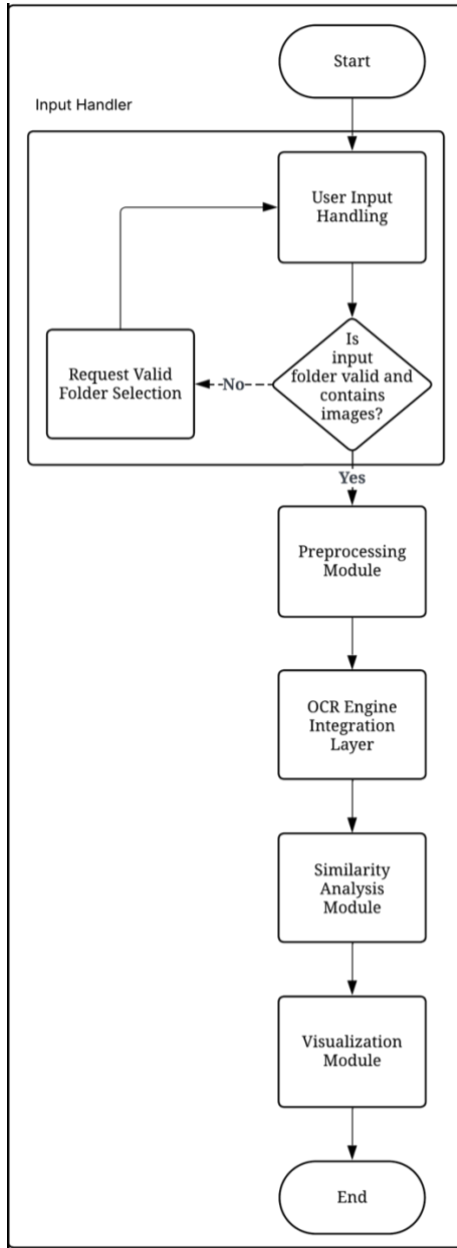 Start
Input Handler
User Input
Handling
Is
input
folder valid and
contains
images?
Request Valid
Folder Selection
No
Yes
Preprocessing
Module
OCR Engine
Integration
Layer
Similarity
Analysis
Module
Visualization
Module
End